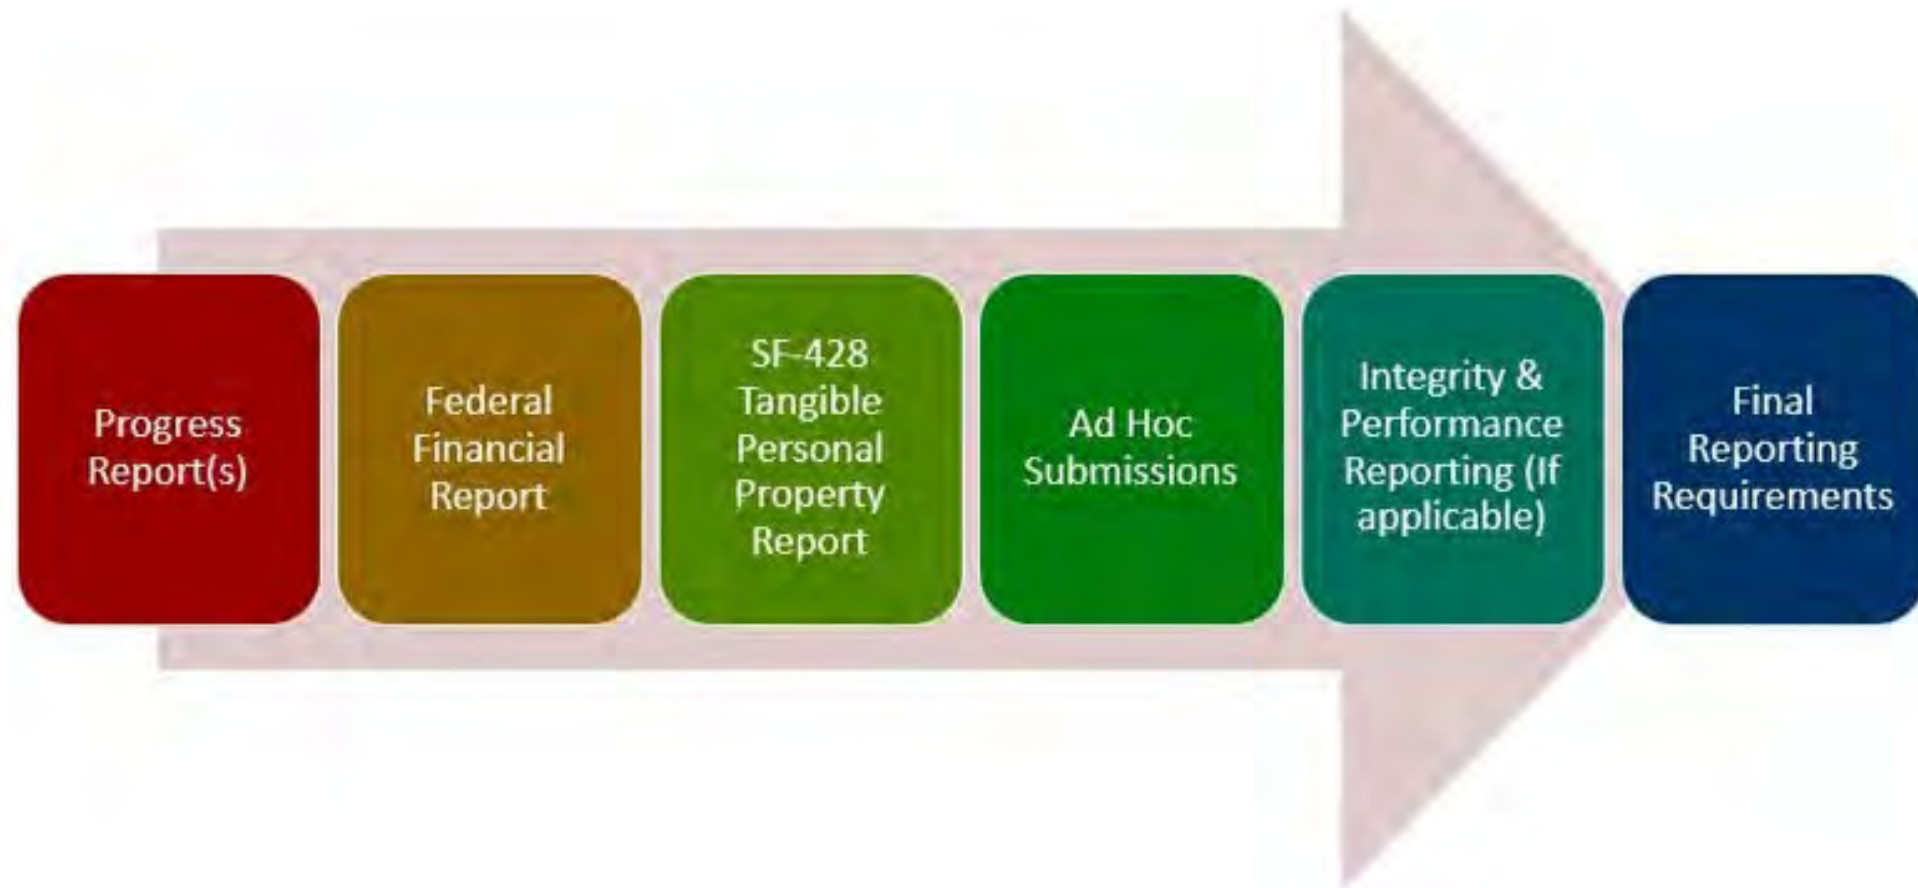 Progress
Report(s)
Federal
Financial
Report
SF-428
Tangible
Personal
Property
Report
Ad Hoc
Submissions
Integrity &
Performance
Reporting (If
applicable)
Final
Reporting
Requirements